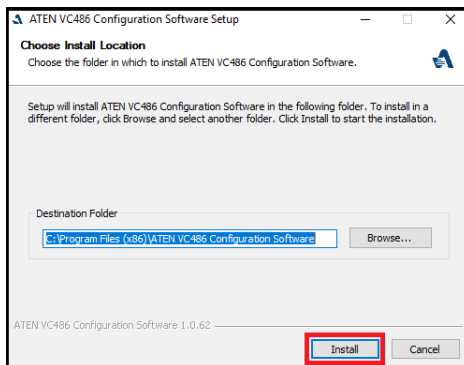 ATEN VC486 Configuration Software Setup
Choose Install Location
Choose the folder in which to install ATEN VC486 Configuration Software.
Setup will install ATEN VC486 Configuration Software in the following folder. To install in a
different folder, click Browse and select another folder. Click Install to start the installation.
Destination Folder
C:\Program Files (x86)\ATEN VC486 Configuration Software
Browse...
ATEN VC486 Configuration Software 1.0.62
Install
Cancel